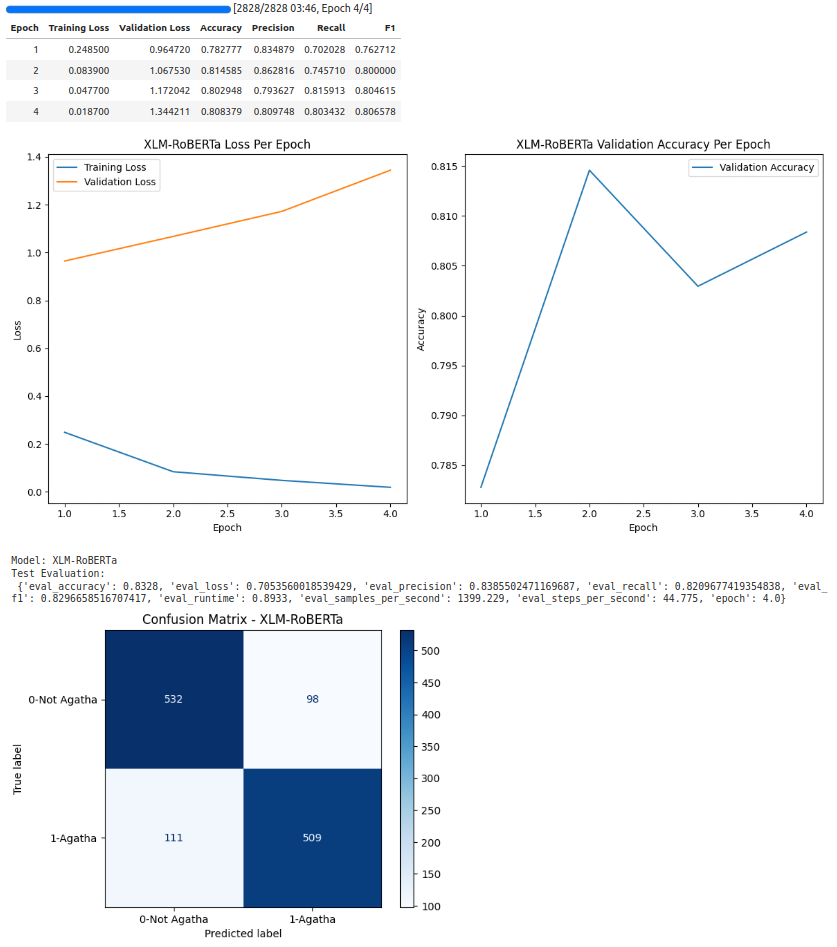 [2828/2828 03:46, Epoch 4/4]
Epoch Training Loss Validation Loss Accuracy Precision Recall F1
1 0.248500 0.964720 0.782777 0.834879 0.702028 0.762712
2 0.083900 1.067530 0.814585 0.862816 0.745710 0.800000
3 0.047700 1.172042 0.802948 0.793627 0.815913 0.804615
4 0.018700 1.344211 0.808379 0.809748 0.803432 0.806578
XLM-RoBERTa Loss Per Epoch
Training Loss
Validation Loss
1.4
1.2
1.0
0.8
0.6
0.4
0.2
0.0
Loss
1.0 1.5 2.0 2.5 3.0 3.5 4.0
Epoch
XLM-RoBERTa Validation Accuracy Per Epoch
Validation Accuracy
0.815
0.810
0.805
0.800
0.795
0.790
0.785
Accuracy
1.0 1.5 2.0 2.5 3.0 3.5 4.0
Epoch
Model: XLM-RoBERTa
Test Evaluation:
{'eval_accuracy': 0.8328, 'eval_loss': 0.7053560018539429, 'eval_precision': 0.8385502471169687, 'eval_recall': 0.8209677419354838, 'eval_
f1': 0.8296658516707417, 'eval_runtime': 0.8933, 'eval_samples_per_second': 1399.229, 'eval_steps_per_second': 44.775, 'epoch': 4.0}
Confusion Matrix - XLM-RoBERTa
True label
0-Not Agatha 532 98
1-Agatha 111 509
0-Not Agatha 1-Agatha
Predicted label
500
450
400
350
300
250
200
150
100